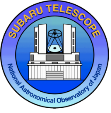 SUBARU TELESCOPE
National Astronomical Observatory of Japan